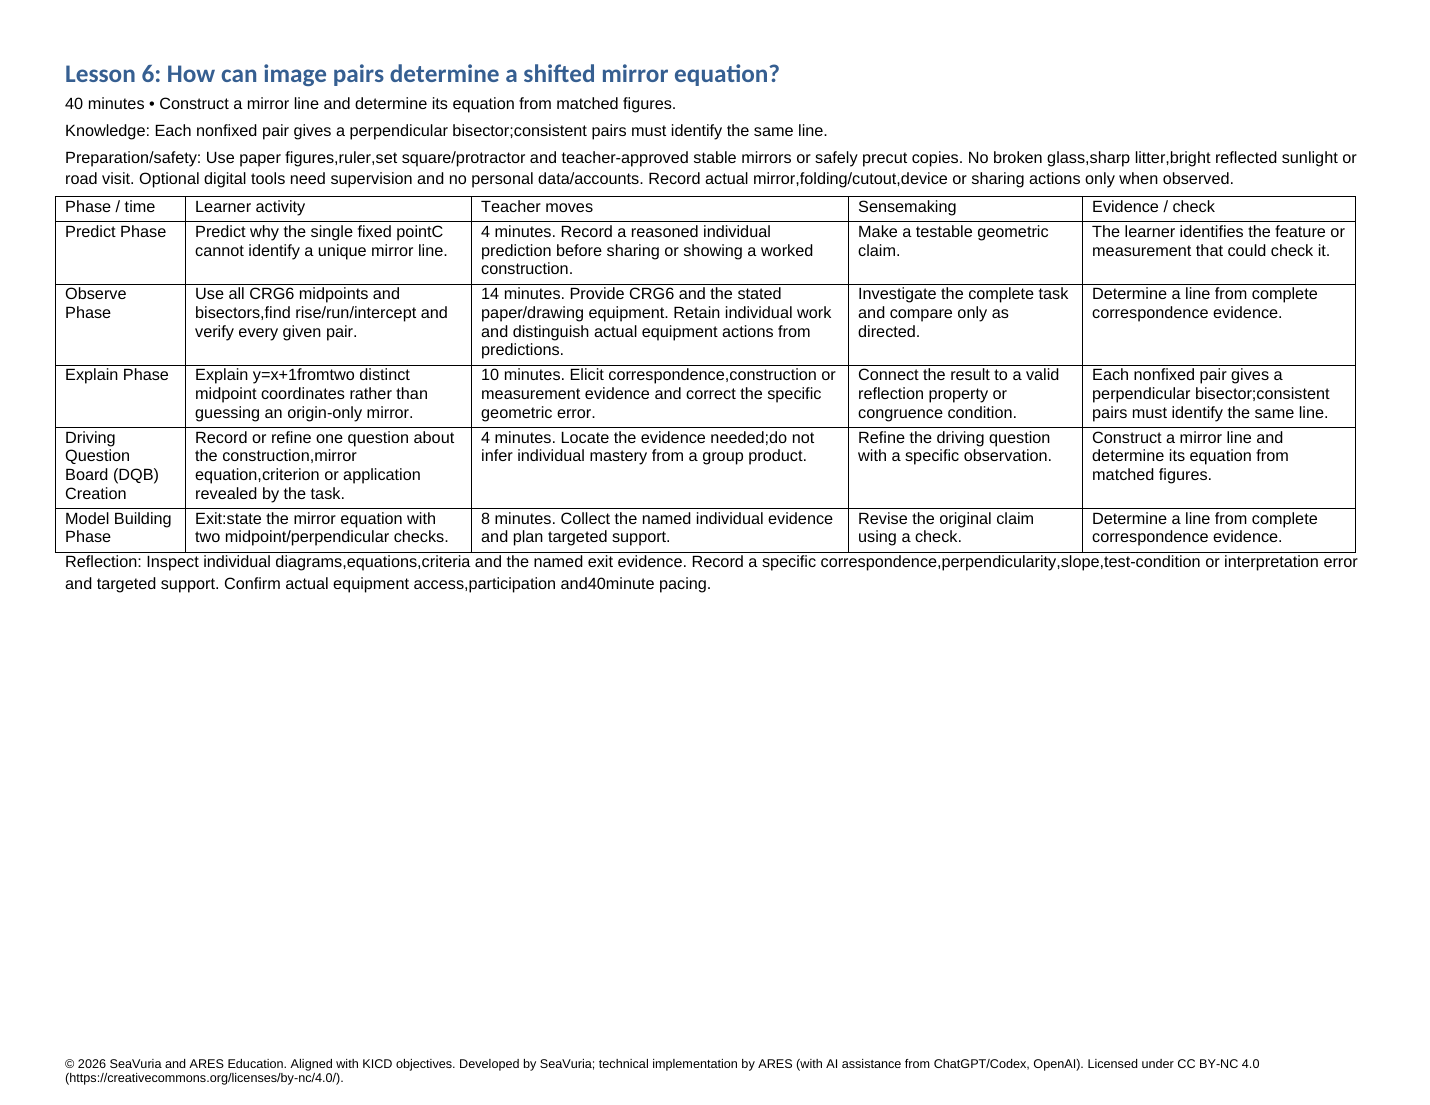 Lesson 6: How can image pairs determine a shifted mirror equation?
40 minutes • Construct a mirror line and determine its equation from matched figures.
Knowledge: Each nonfixed pair gives a perpendicular bisector;consistent pairs must identify the same line.
Preparation/safety: Use paper figures,ruler,set square/protractor and teacher-approved stable mirrors or safely precut copies. No broken glass,sharp litter,bright reflected sunlight or
road visit. Optional digital tools need supervision and no personal data/accounts. Record actual mirror,folding/cutout,device or sharing actions only when observed.
Phase / time
Learner activity
Teacher moves
Sensemaking
Evidence / check
Predict Phase
Predict why the single fixed pointC
cannot identify a unique mirror line.
4 minutes. Record a reasoned individual
prediction before sharing or showing a worked
construction.
Make a testable geometric
claim.
The learner identifies the feature or
measurement that could check it.
Observe
Phase
Use all CRG6 midpoints and
bisectors,find rise/run/intercept and
verify every given pair.
14 minutes. Provide CRG6 and the stated
paper/drawing equipment. Retain individual work
and distinguish actual equipment actions from
predictions.
Investigate the complete task
and compare only as
directed.
Determine a line from complete
correspondence evidence.
Explain Phase
Explain y=x+1fromtwo distinct
midpoint coordinates rather than
guessing an origin-only mirror.
10 minutes. Elicit correspondence,construction or
measurement evidence and correct the specific
geometric error.
Connect the result to a valid
reflection property or
congruence condition.
Each nonfixed pair gives a
perpendicular bisector;consistent
pairs must identify the same line.
Driving
Question
Board (DQB)
Creation
Record or refine one question about
the construction,mirror
equation,criterion or application
revealed by the task.
4 minutes. Locate the evidence needed;do not
infer individual mastery from a group product.
Refine the driving question
with a specific observation.
Construct a mirror line and
determine its equation from
matched figures.
Model Building
Phase
Exit:state the mirror equation with
two midpoint/perpendicular checks.
8 minutes. Collect the named individual evidence
and plan targeted support.
Revise the original claim
using a check.
Determine a line from complete
correspondence evidence.
Reflection: Inspect individual diagrams,equations,criteria and the named exit evidence. Record a specific correspondence,perpendicularity,slope,test-condition or interpretation error
and targeted support. Confirm actual equipment access,participation and40minute pacing.
© 2026 SeaVuria and ARES Education. Aligned with KICD objectives. Developed by SeaVuria; technical implementation by ARES (with AI assistance from ChatGPT/Codex, OpenAI). Licensed under CC BY-NC 4.0
(https://creativecommons.org/licenses/by-nc/4.0/).